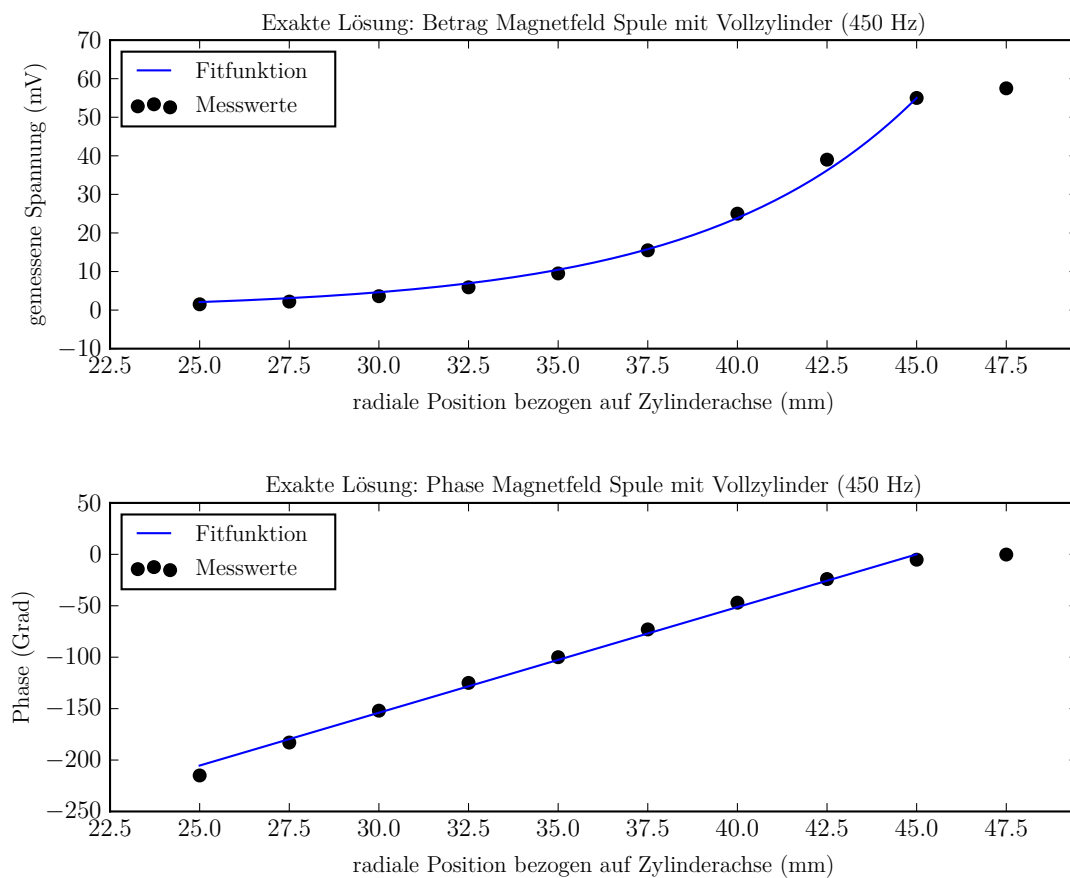 Exakte Lösung: Betrag Magnetfeld Spule mit Vollzylinder (450 Hz)
70
60
50
40
30
20
10
0
−10
gemessene Spannung (mV)
Fitfunktion
Messwerte
22.5 25.0 27.5 30.0 32.5 35.0 37.5 40.0 42.5 45.0 47.5
radiale Position bezogen auf Zylinderachse (mm)
Exakte Lösung: Phase Magnetfeld Spule mit Vollzylinder (450 Hz)
50
0
−50
−100
−150
−200
−250
Phase (Grad)
Fitfunktion
Messwerte
22.5 25.0 27.5 30.0 32.5 35.0 37.5 40.0 42.5 45.0 47.5
radiale Position bezogen auf Zylinderachse (mm)